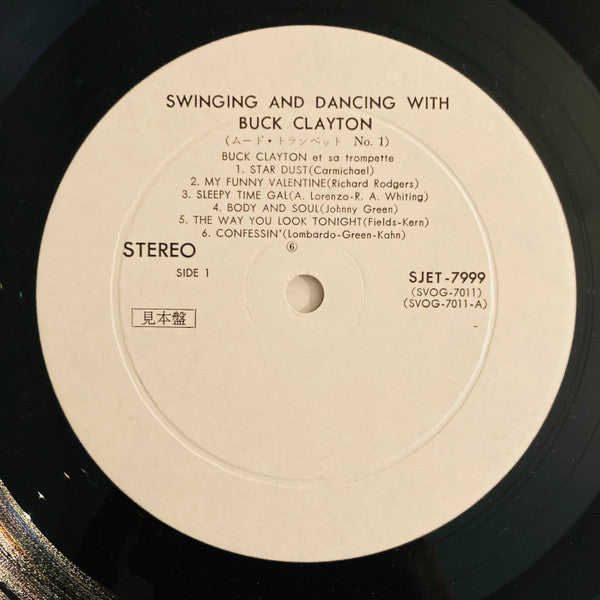 SWINGING AND DANCING WITH
BUCK CLAYTON
(ムード・トランペット No. 1)
BUCK CLAYTON et sa trompette
1. STAR DUST(Carmichael)
2. MY FUNNY VALENTINE(Richard Rodgers)
3. SLEEPY TIME GAL(A. Lorenzo-R. A. Whiting)
4. BODY AND SOUL(Johnny Green)
5. THE WAY YOU LOOK TONIGHT(Fields-Kern)
6. CONFESSIN'(Lombardo-Green-Kahn)
⑥
STEREO
SIDE 1
SJET-7999
(SVOG-7011)
(SVOG-7011-A)
見本盤